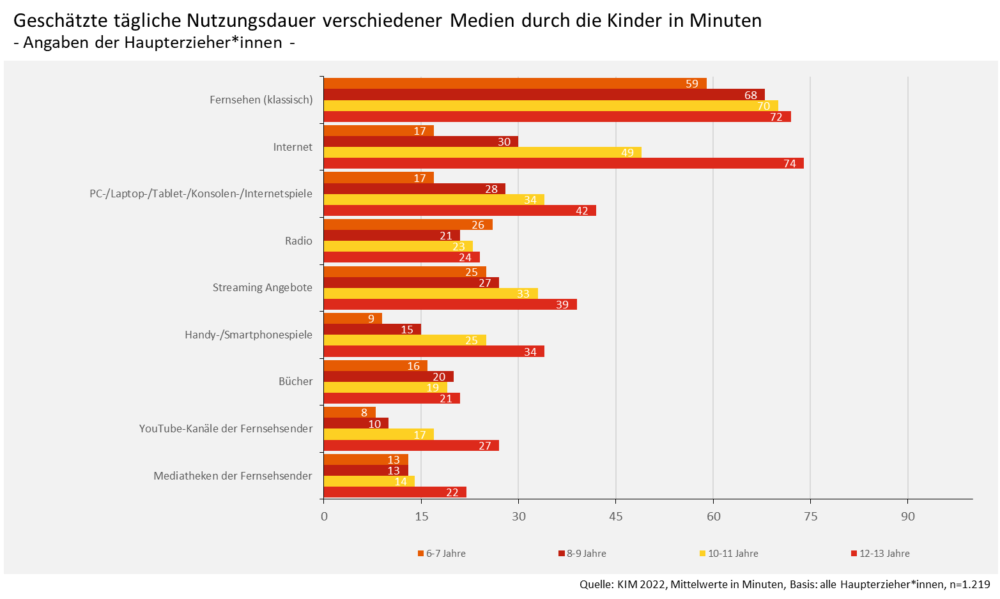 Geschätzte tägliche Nutzungsdauer verschiedener Medien durch die Kinder in Minuten
- Angaben der Haupterzieher*innen -
Fernsehen (klassisch)
59
68
70
72
Internet
17
30
49
74
PC-/Laptop-/Tablet-/Konsolen-/Internetspiele
17
28
34
42
Radio
26
21
23
24
Streaming Angebote
25
27
33
39
Handy-/Smartphonespiele
9
15
25
34
Bücher
16
20
19
21
YouTube-Kanäle der Fernsehsender
8
10
17
27
Mediatheken der Fernsehsender
13
13
14
22
0 15 30 45 60 75 90
6-7 Jahre 8-9 Jahre 10-11 Jahre 12-13 Jahre
Quelle: KIM 2022, Mittelwerte in Minuten, Basis: alle Haupterzieher*innen, n=1.219